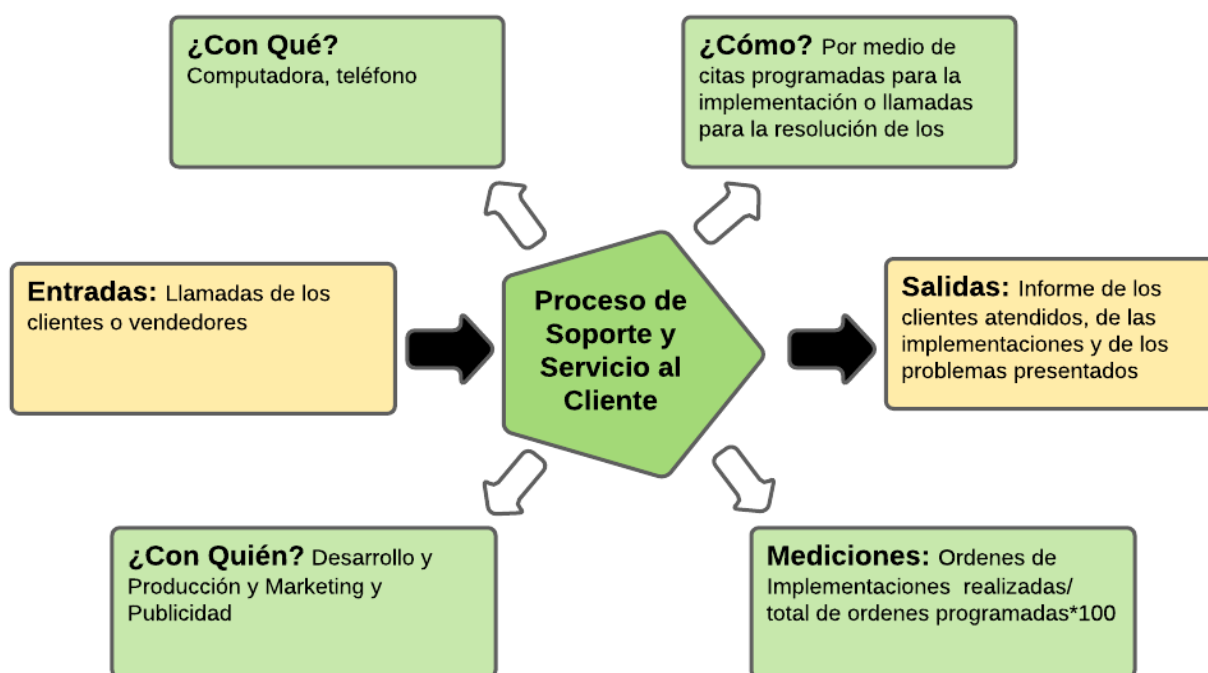 ¿Con Qué?
Computadora, teléfono
¿Cómo? Por medio de
citas programadas para la
implementación o llamadas
para la resolución de los
Entradas: Llamadas de los
clientes o vendedores
Proceso de
Soporte y
Servicio al
Cliente
Salidas: Informe de los
clientes atendidos, de las
implementaciones y de los
problemas presentados
¿Con Quién? Desarrollo y
Producción y Marketing y
Publicidad
Mediciones: Ordenes de
Implementaciones realizadas/
total de ordenes programadas*100